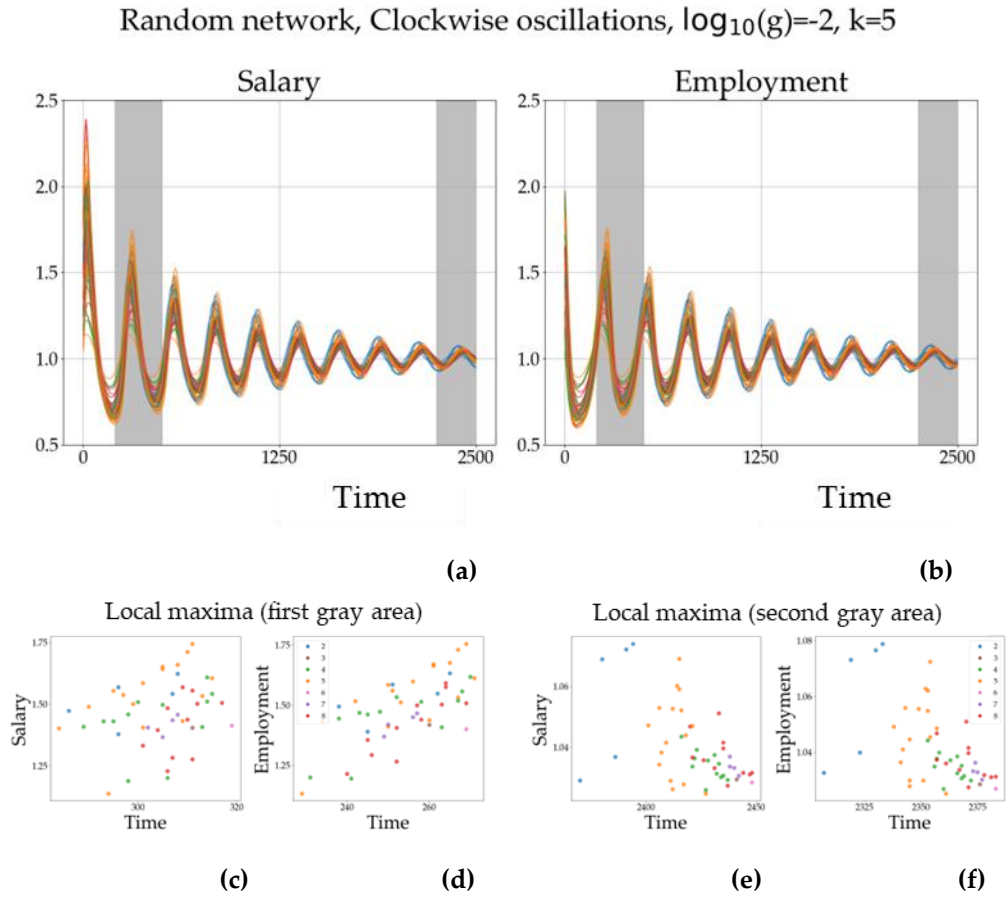 Random network, Clockwise oscillations, log₁₀(g)=-2, k=5
Salary
Employment
2.5
2.0
1.5
1.0
0.5
0
1250
2500
Time
2.5
2.0
1.5
1.0
0.5
0
1250
2500
Time
(a)
(b)
Local maxima (first gray area)
Local maxima (second gray area)
Salary
1.75
1.50
1.25
300
320
Time
Employment
1.75
1.50
1.25
2
3
4
5
6
7
8
230
240
260
Time
Salary
1.06
1.04
2400
2450
Time
Employment
1.08
1.06
1.04
2
3
4
5
6
7
8
2325
2350
2375
Time
(c)
(d)
(e)
(f)